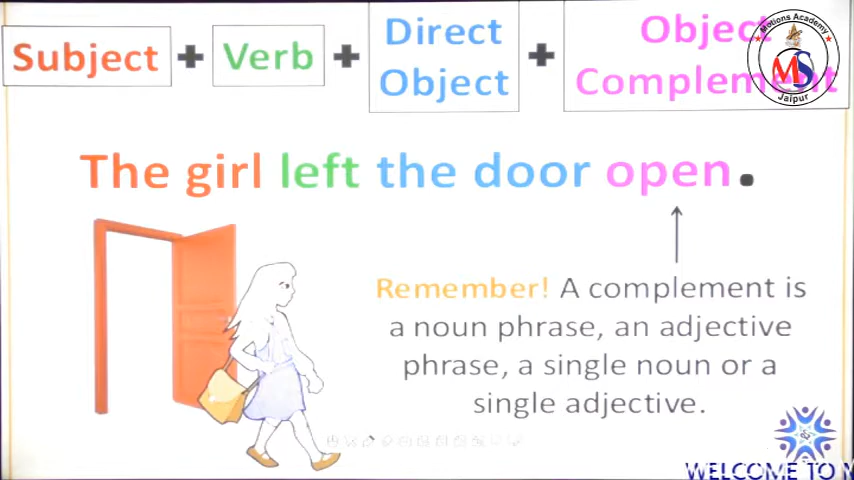 Subject + Verb + Direct Object + Object Complement
Motions Academy
MS
Jaipur
The girl left the door open.
Remember! A complement is
a noun phrase, an adjective
phrase, a single noun or a
single adjective.
WELCOME TO